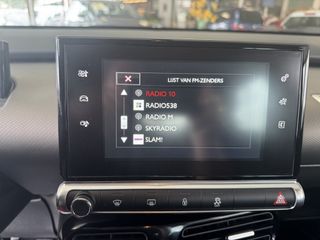 LIJST VAN FM-ZENDERS
RADIO 10
RADIO538
RADIO M
SKYRADIO
SLAM!